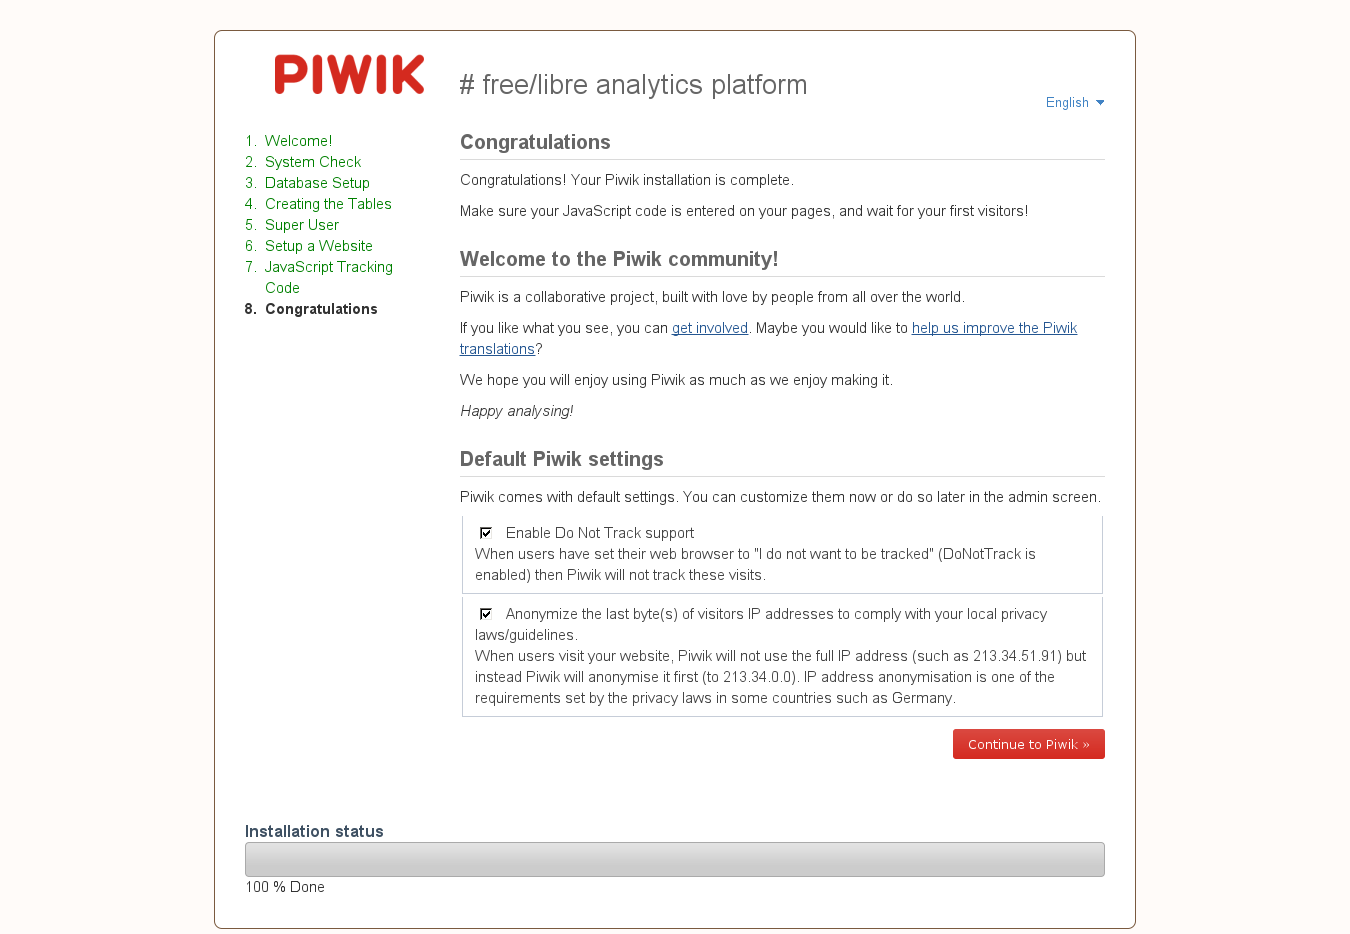 PIWIK
# free/libre analytics platform
English
1. Welcome!
2. System Check
3. Database Setup
4. Creating the Tables
5. Super User
6. Setup a Website
7. JavaScript Tracking
Code
8. Congratulations
Congratulations
Congratulations! Your Piwik installation is complete.
Make sure your JavaScript code is entered on your pages, and wait for your first visitors!
Welcome to the Piwik community!
Piwik is a collaborative project, built with love by people from all over the world.
If you like what you see, you can get involved. Maybe you would like to help us improve the Piwik
translations?
We hope you will enjoy using Piwik as much as we enjoy making it.
Happy analysing!
Default Piwik settings
Piwik comes with default settings. You can customize them now or do so later in the admin screen.
Enable Do Not Track support
When users have set their web browser to "I do not want to be tracked" (DoNotTrack is
enabled) then Piwik will not track these visits.
Anonymize the last byte(s) of visitors IP addresses to comply with your local privacy
laws/guidelines.
When users visit your website, Piwik will not use the full IP address (such as 213.34.51.91) but
instead Piwik will anonymise it first (to 213.34.0.0). IP address anonymisation is one of the
requirements set by the privacy laws in some countries such as Germany.
Continue to Piwik »
Installation status
100 % Done